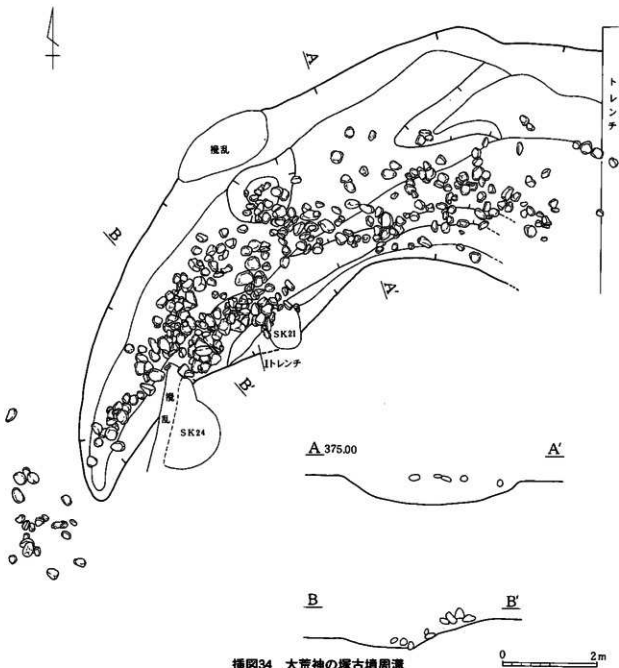 A
トレンチ
攪乱
B
A'
SK21
Iトレンチ
B'
攪乱
SK24
A 375.00
A'
B
B'
0
2m
挿図34 大荒神の塚古墳周溝